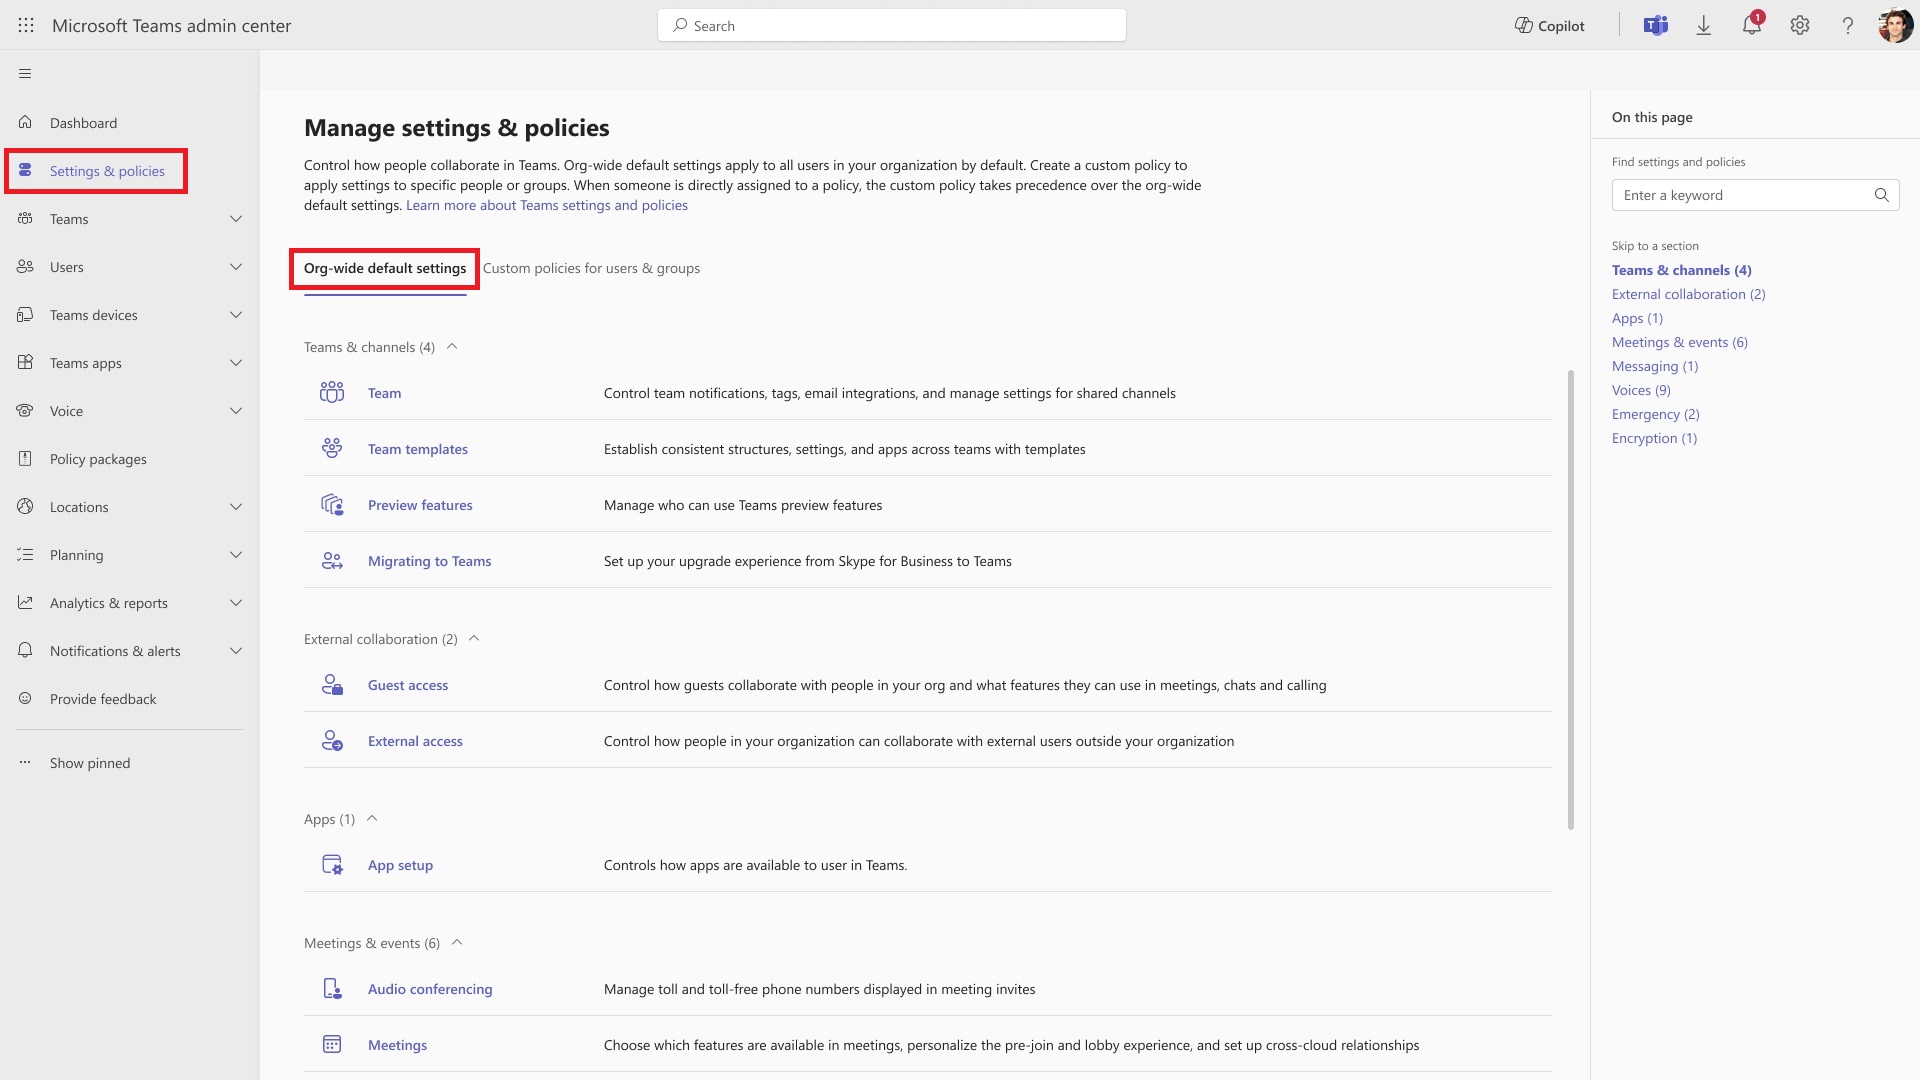 Microsoft Teams admin center
Search
Copilot
1
Dashboard
Settings & policies
Teams
Users
Teams devices
Teams apps
Voice
Policy packages
Locations
Planning
Analytics & reports
Notifications & alerts
Provide feedback
Show pinned
Manage settings & policies
Control how people collaborate in Teams. Org-wide default settings apply to all users in your organization by default. Create a custom policy to
apply settings to specific people or groups. When someone is directly assigned to a policy, the custom policy takes precedence over the org-wide
default settings. Learn more about Teams settings and policies
Org-wide default settings
Custom policies for users & groups
Teams & channels (4)
Team
Control team notifications, tags, email integrations, and manage settings for shared channels
Team templates
Establish consistent structures, settings, and apps across teams with templates
Preview features
Manage who can use Teams preview features
Migrating to Teams
Set up your upgrade experience from Skype for Business to Teams
External collaboration (2)
Guest access
Control how guests collaborate with people in your org and what features they can use in meetings, chats and calling
External access
Control how people in your organization can collaborate with external users outside your organization
Apps (1)
App setup
Controls how apps are available to user in Teams.
Meetings & events (6)
Audio conferencing
Manage toll and toll-free phone numbers displayed in meeting invites
Meetings
Choose which features are available in meetings, personalize the pre-join and lobby experience, and set up cross-cloud relationships
On this page
Find settings and policies
Enter a keyword
Skip to a section
Teams & channels (4)
External collaboration (2)
Apps (1)
Meetings & events (6)
Messaging (1)
Voices (9)
Emergency (2)
Encryption (1)